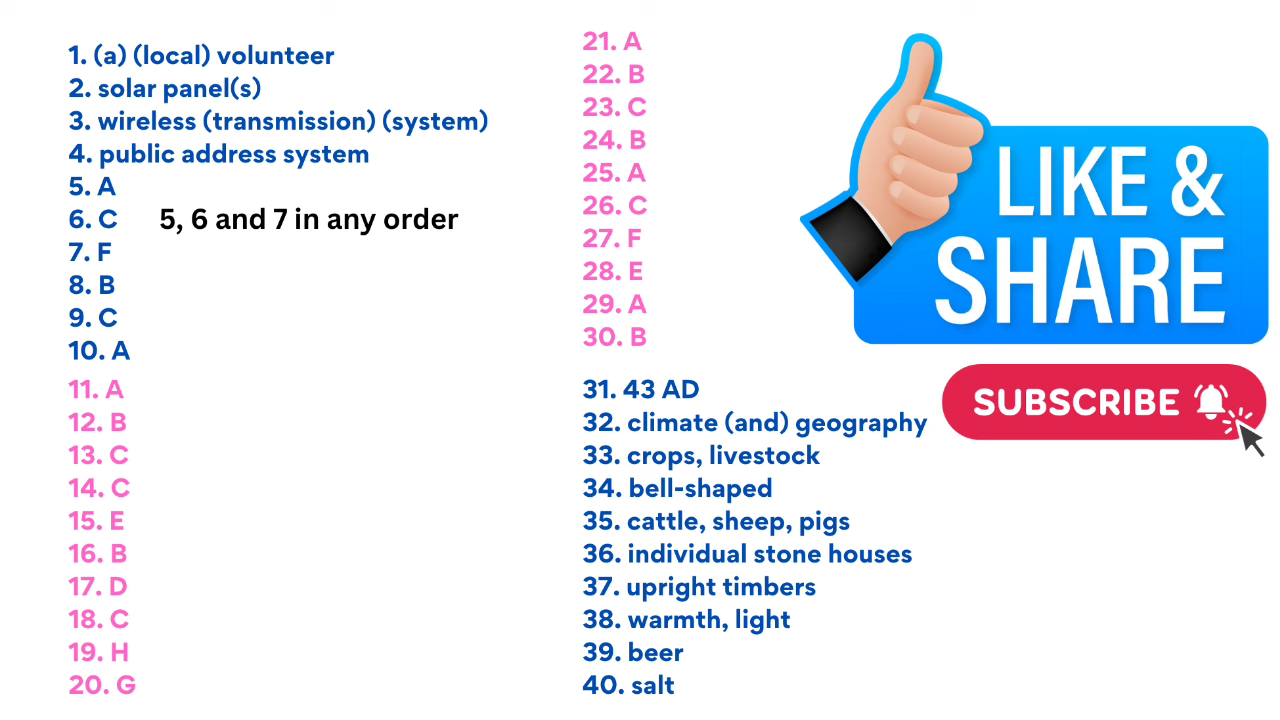 1. (a) (local) volunteer
2. solar panel(s)
3. wireless (transmission) (system)
4. public address system
5. A
6. C 5, 6 and 7 in any order
7. F
8. B
9. C
10. A
11. A
12. B
13. C
14. C
15. E
16. B
17. D
18. C
19. H
20. G
21. A
22. B
23. C
24. B
25. A
26. C
27. F
28. E
29. A
30. B
31. 43 AD
32. climate (and) geography
33. crops, livestock
34. bell-shaped
35. cattle, sheep, pigs
36. individual stone houses
37. upright timbers
38. warmth, light
39. beer
40. salt
LIKE &
SHARE
SUBSCRIBE